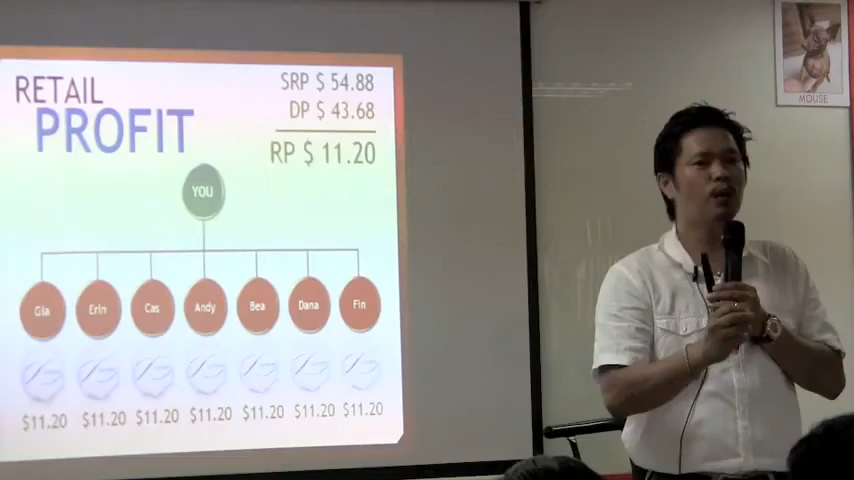 RETAIL
PROFIT
SRP $ 54.88
DP $ 43.68
RP $ 11.20
YOU
Gia Erin Cas Andy Bea Dana Fin
$11.20 $11.20 $11.20 $11.20 $11.20 $11.20 $11.20
MOUSE